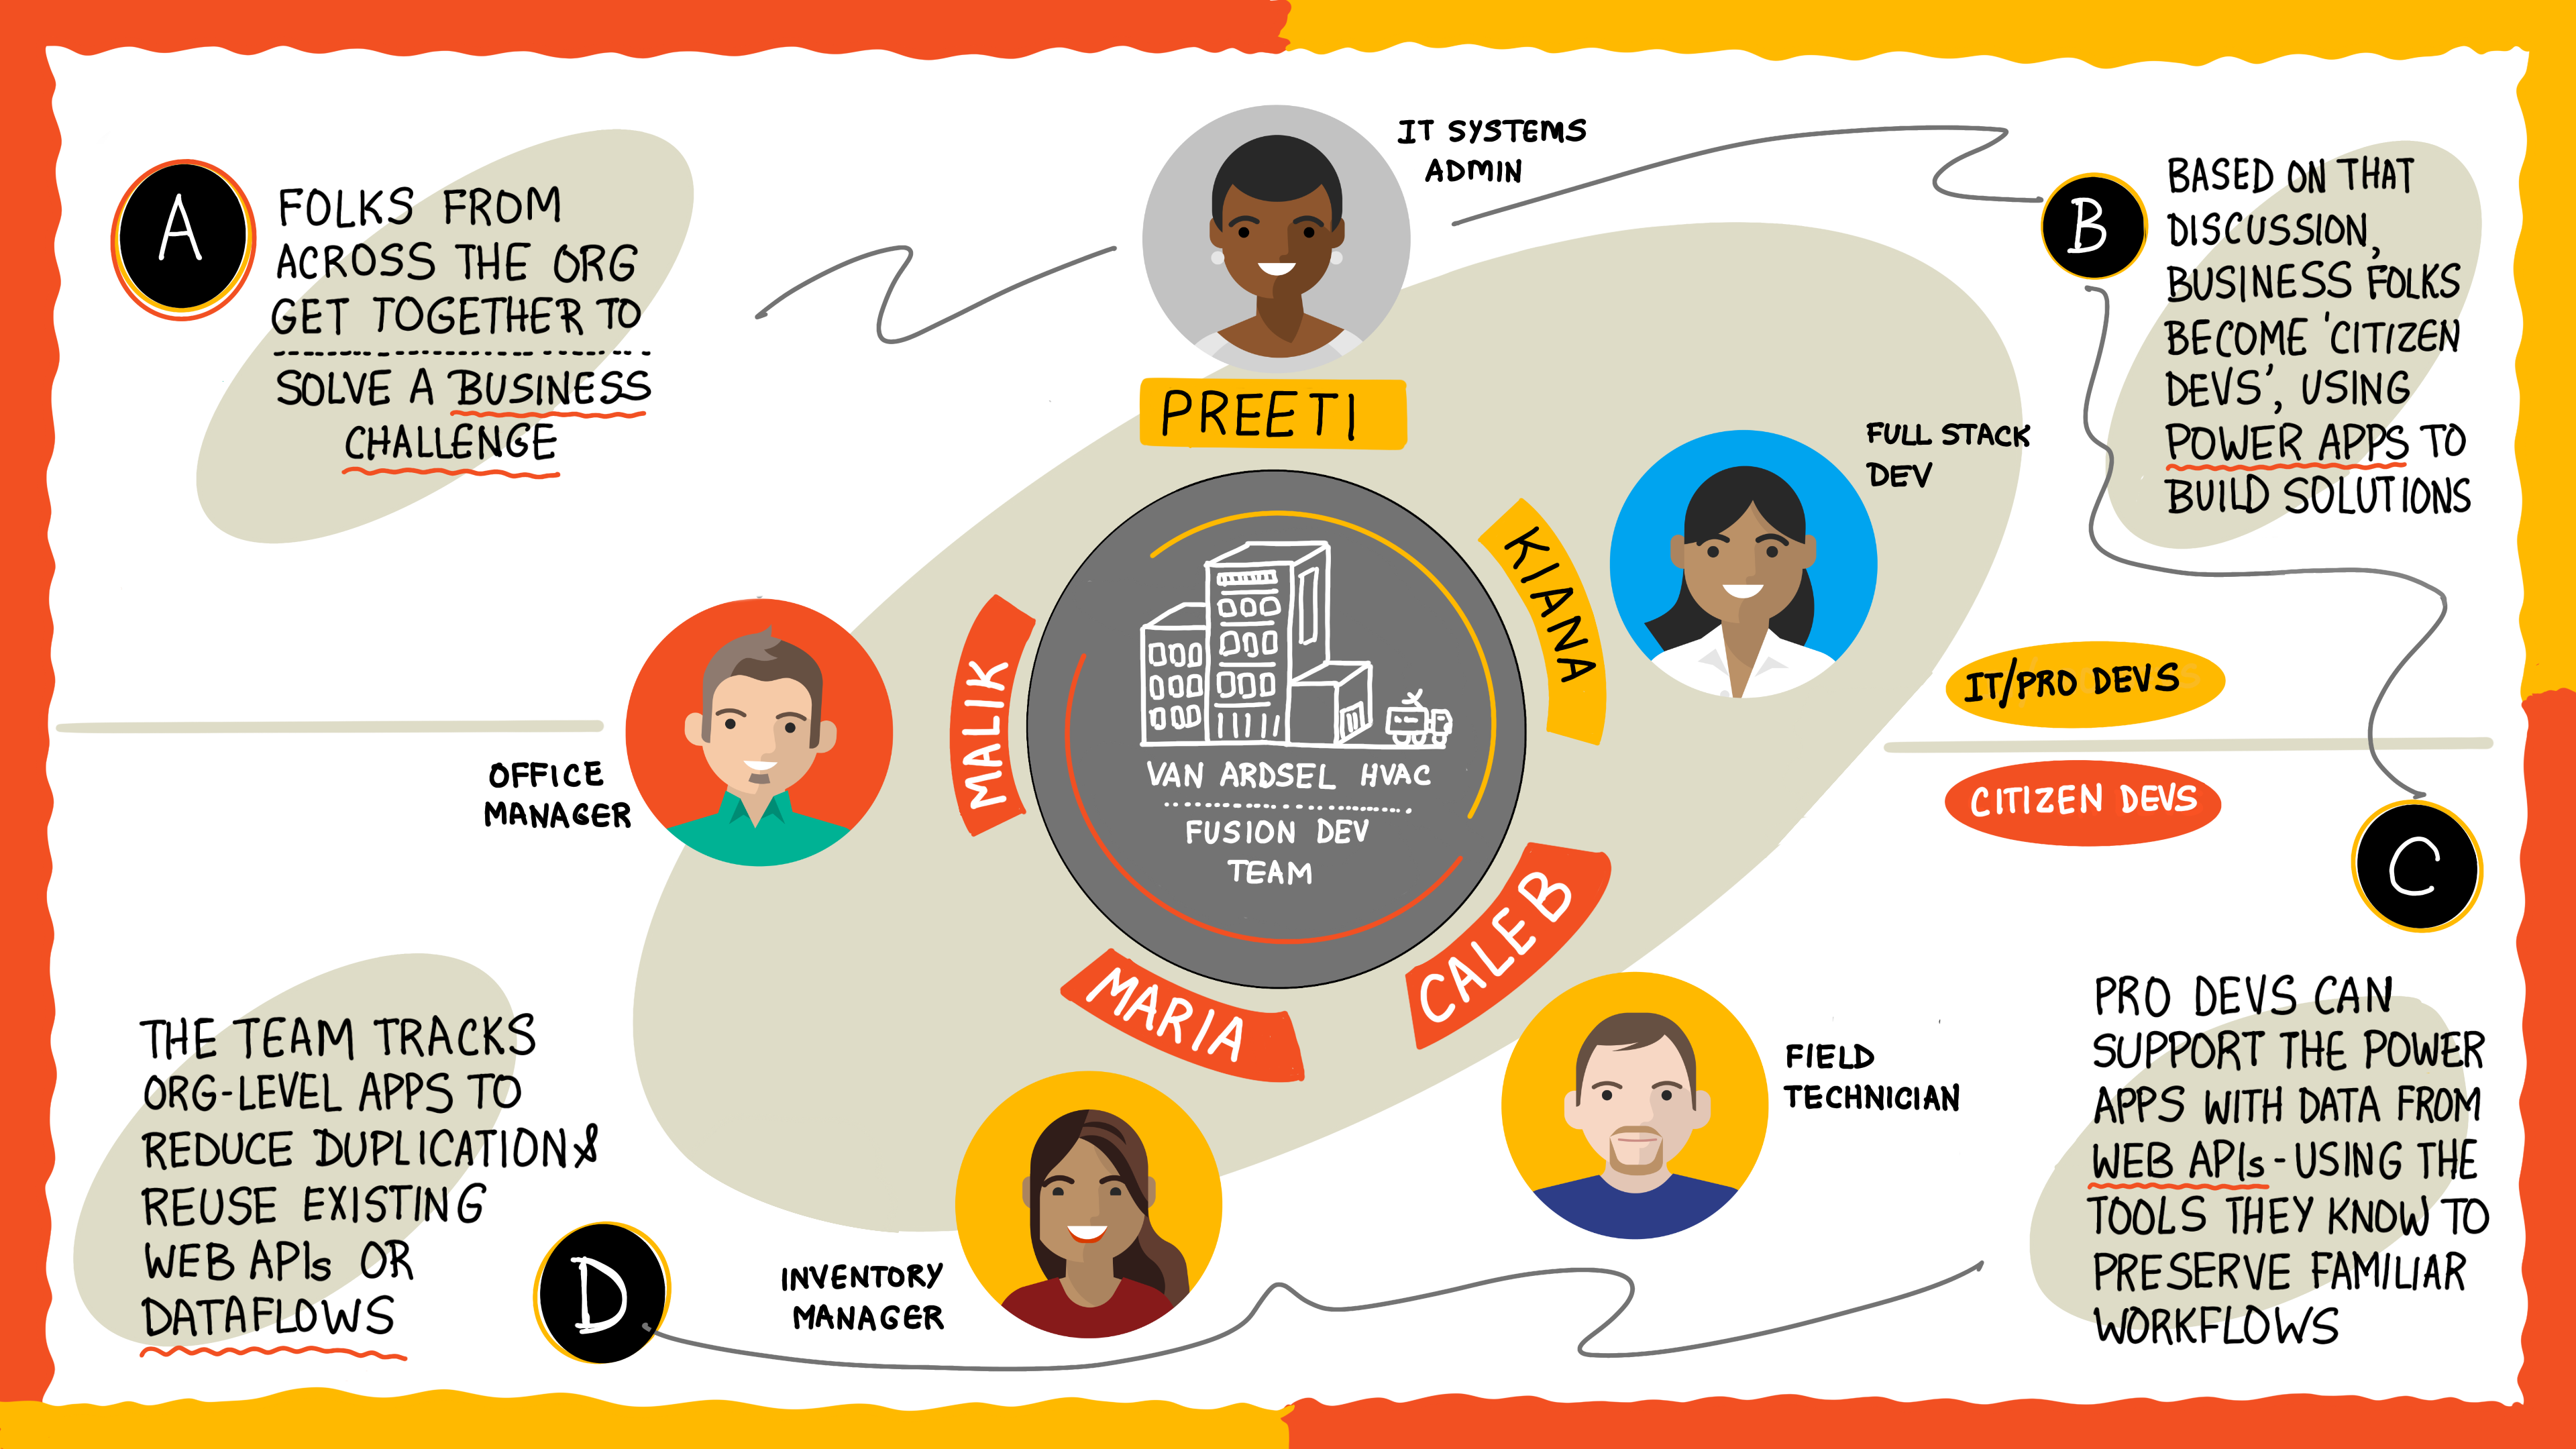 A
FOLKS FROM
ACROSS THE ORG
GET TOGETHER TO
SOLVE A BUSINESS
CHALLENGE
IT SYSTEMS
ADMIN
PREETI
B
BASED ON THAT
DISCUSSION,
BUSINESS FOLKS
BECOME 'CITIZEN
DEVS', USING
POWER APPS TO
BUILD SOLUTIONS
FULL STACK
DEV
KIANA
IT/PRO DEVS
CITIZEN DEVS
OFFICE
MANAGER
MALIK
VAN ARDSEL HVAC
FUSION DEV
TEAM
CALEB
FIELD
TECHNICIAN
MARIA
INVENTORY
MANAGER
C
PRO DEVS CAN
SUPPORT THE POWER
APPS WITH DATA FROM
WEB APIs - USING THE
TOOLS THEY KNOW TO
PRESERVE FAMILIAR
WORKFLOWS
THE TEAM TRACKS
ORG-LEVEL APPS TO
REDUCE DUPLICATION &
REUSE EXISTING
WEB APIs OR
DATAFLOWS
D